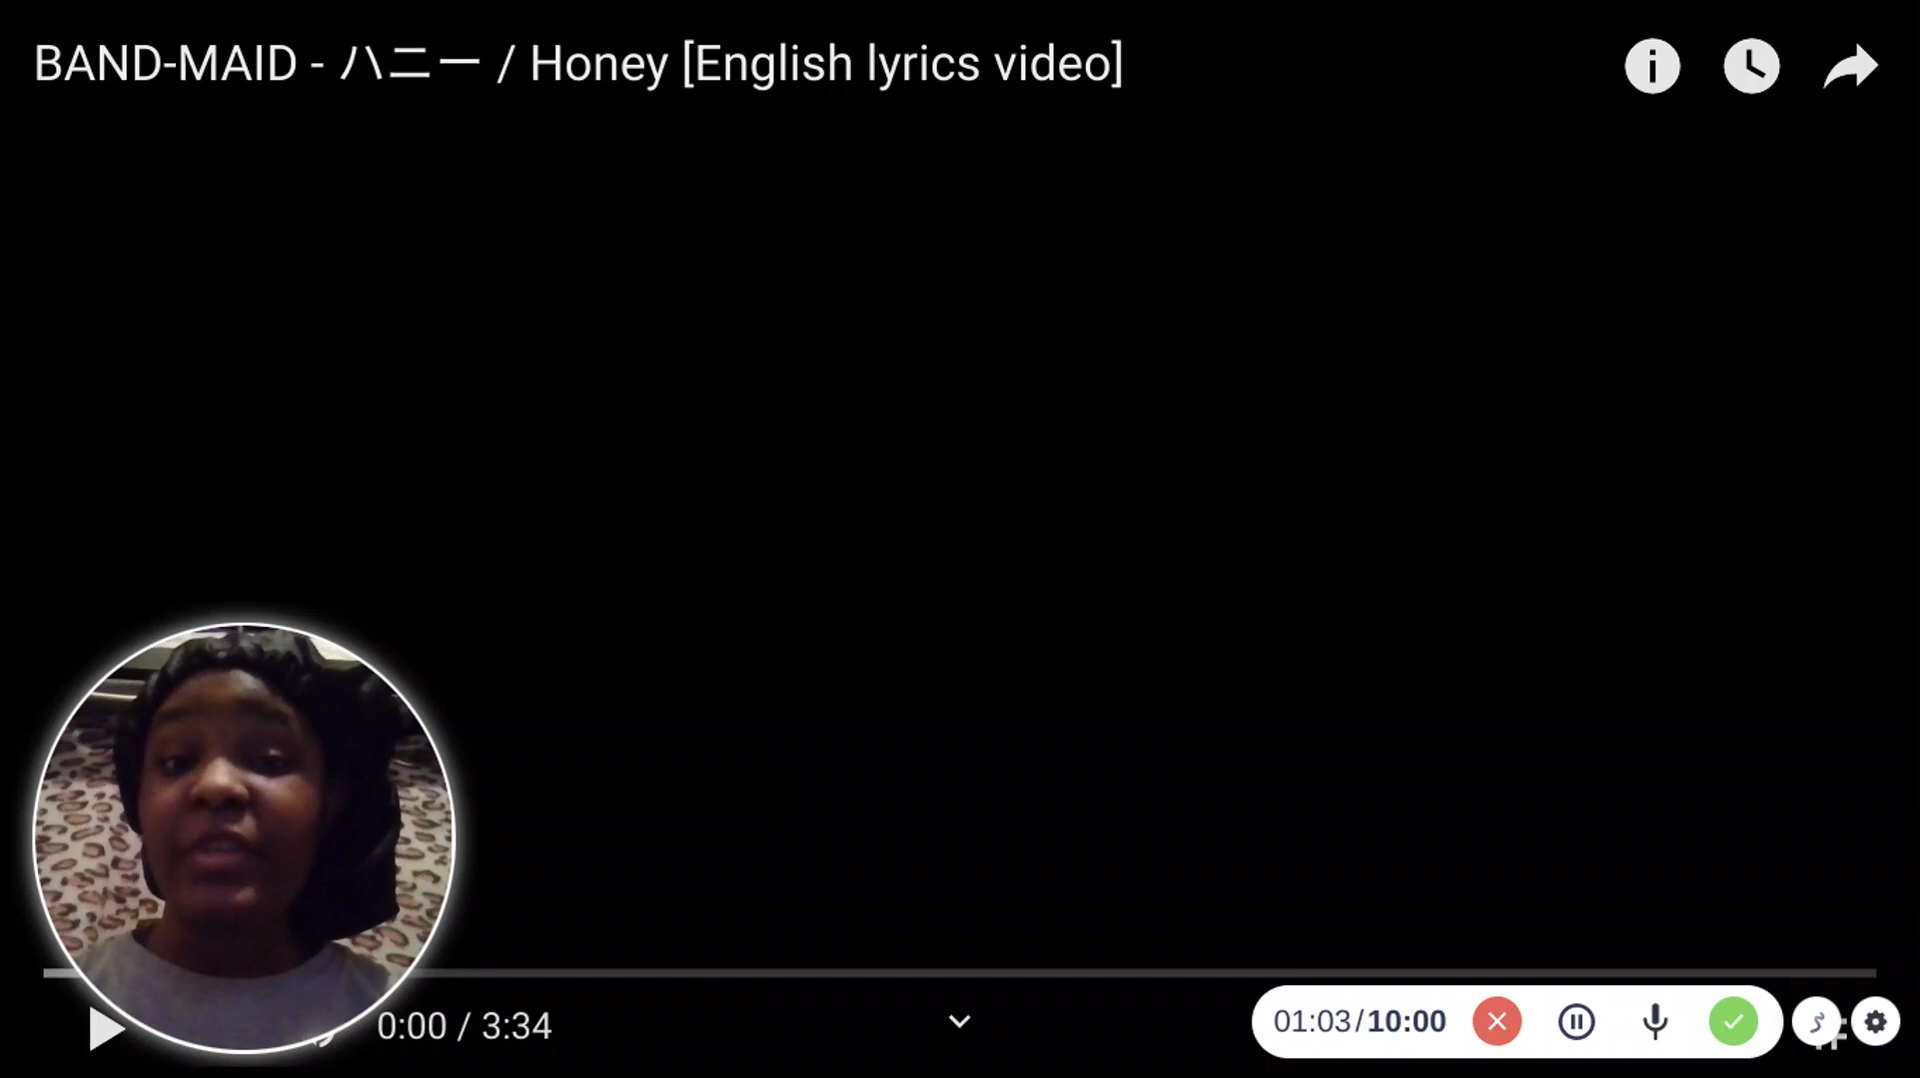 BAND-MAID - ハニー / Honey [English lyrics video]
0:00 / 3:34
01:03/10:00